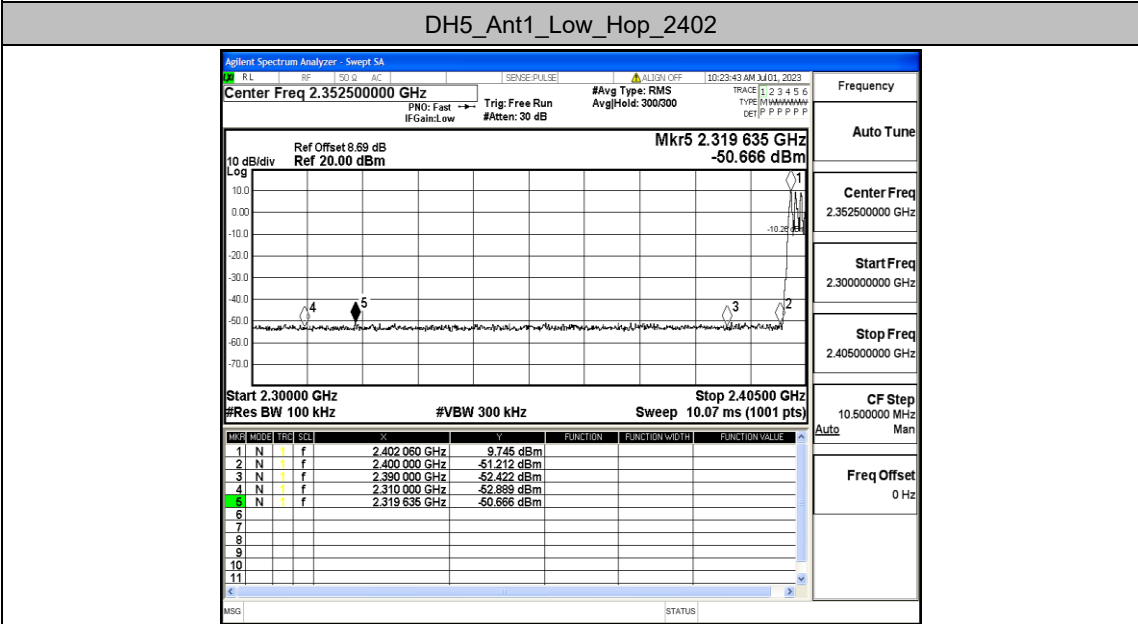 DH5_Ant1_Low_Hop_2402
Agilent Spectrum Analyzer - Swept SA
RL RF 50 Ω AC SENSE:PULSE ALIGN OFF 10:23:43 AM Jul 01, 2023
Center Freq 2.352500000 GHz
PNO: Fast
IFGain:Low
Trig: Free Run
#Atten: 30 dB
#Avg Type: RMS
Avg|Hold: 300/300
TRACE 1 2 3 4 5 6
TYPE M
DET P P P P P P
Ref Offset 8.69 dB
10 dB/div Ref 20.00 dBm
Log
Mkr5 2.319 635 GHz
-50.666 dBm
10.0
0.00
-10.0
-20.0
-30.0
-40.0
-50.0
-60.0
-70.0
1
2
3
4
5
Start 2.30000 GHz Stop 2.40500 GHz
#Res BW 100 kHz #VBW 300 kHz Sweep 10.07 ms (1001 pts)
MKR MODE TRC SCL X Y FUNCTION FUNCTION WIDTH FUNCTION VALUE
1 N 1 f 2.402 060 GHz 9.745 dBm
2 N 1 f 2.400 000 GHz -51.212 dBm
3 N 1 f 2.390 000 GHz -52.422 dBm
4 N 1 f 2.310 000 GHz -52.889 dBm
5 N 1 f 2.319 635 GHz -50.666 dBm
6
7
8
9
10
11
MSG STATUS
Frequency
Auto Tune
Center Freq
2.352500000 GHz
Start Freq
2.300000000 GHz
Stop Freq
2.405000000 GHz
CF Step
10.500000 MHz
Auto Man
Freq Offset
0 Hz